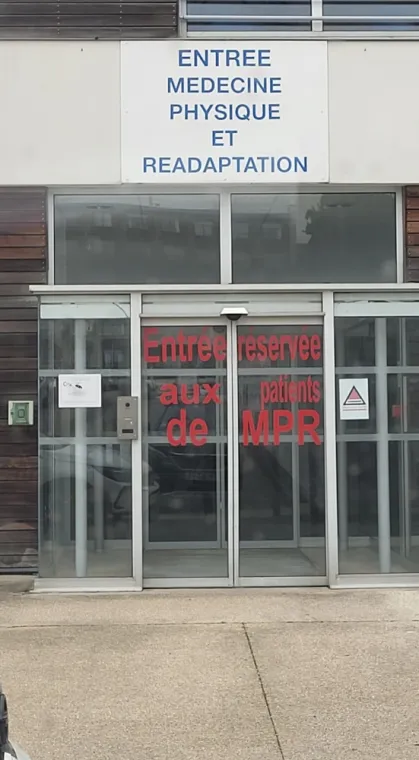 ENTREE
MEDECINE
PHYSIQUE
ET
READAPTATION
Entrée réservée
aux patients
de MPR